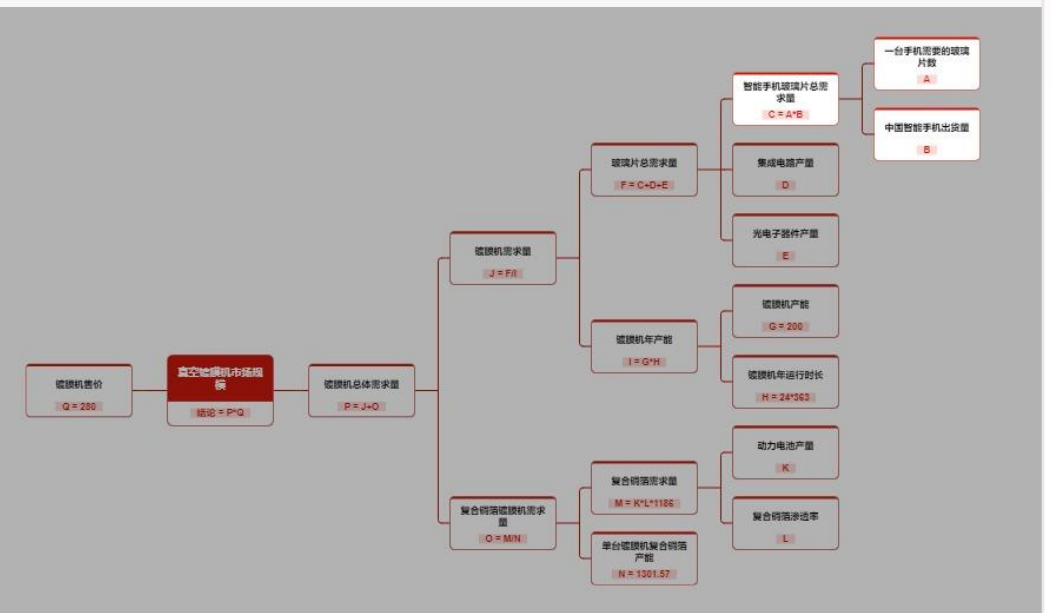 一台手机需要的玻璃
片数
A
智能手机玻璃片总需
求量
C = A*B
中国智能手机出货量
B
玻璃片总需求量
F = C+D+E
集成电路产量
D
光电子器件产量
E
镀膜机需求量
J = F/I
镀膜机产能
G = 200
镀膜机年产能
I = G*H
镀膜机年运行时长
H = 24*363
镀膜机售价
Q = 280
真空镀膜机市场规
模
结论 = P*Q
镀膜机总体需求量
P = J+O
动力电池产量
K
复合铜箔需求量
M = K*L*1186
复合铜箔镀膜机需求
量
O = M/N
复合铜箔渗透率
L
单台镀膜机复合铜箔
产能
N = 1301.57